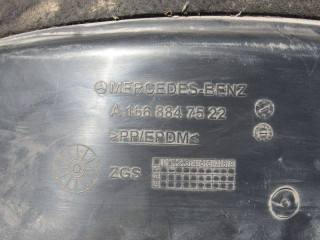 MERCEDES-BENZ
A 166 884 75 22
>PP/EPDM<
ZGS